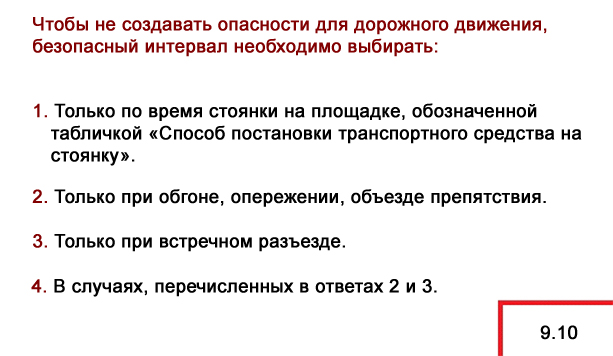 Чтобы не создавать опасности для дорожного движения,
безопасный интервал необходимо выбирать:
1. Только по время стоянки на площадке, обозначенной
табличкой «Способ постановки транспортного средства на
стоянку».
2. Только при обгоне, опережении, объезде препятствия.
3. Только при встречном разъезде.
4. В случаях, перечисленных в ответах 2 и 3.
9.10